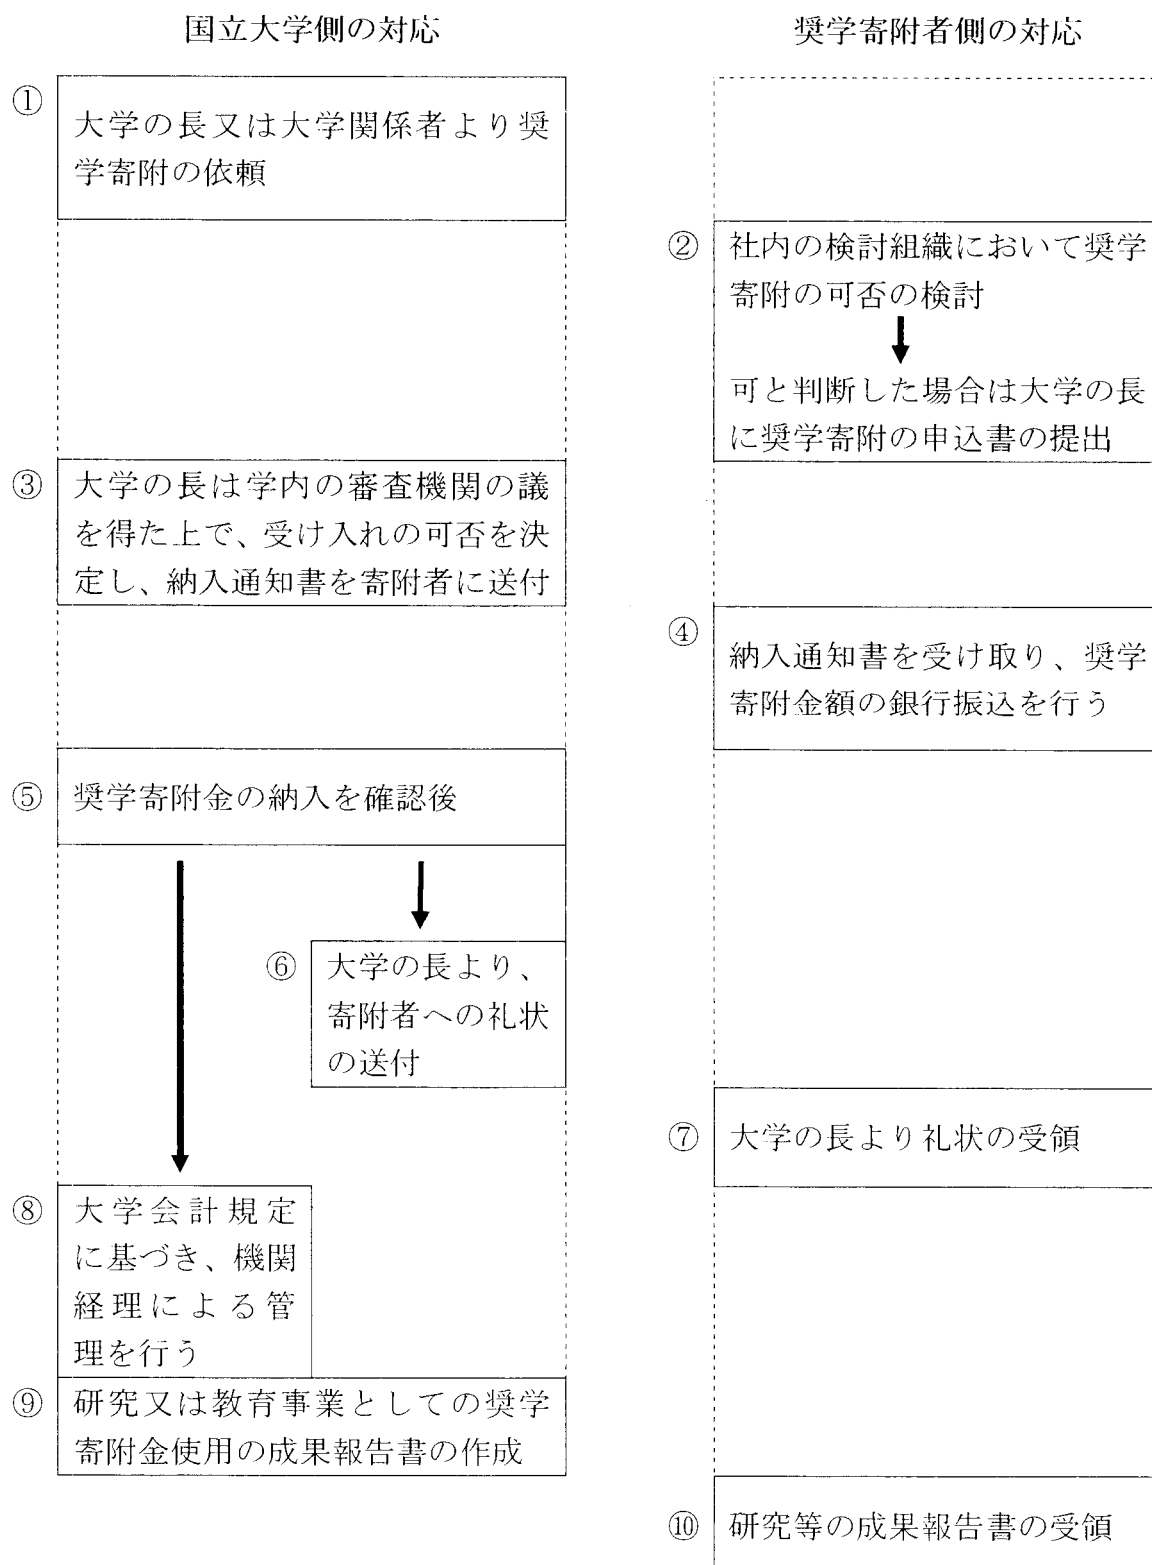 国立大学側の対応
奨学寄附者側の対応
①
大学の長又は大学関係者より奨
学寄附の依頼
②
社内の検討組織において奨学
寄附の可否の検討
可と判断した場合は大学の長
に奨学寄附の申込書の提出
③
大学の長は学内の審査機関の議
を得た上で、受け入れの可否を決
定し、納入通知書を寄附者に送付
④
納入通知書を受け取り、奨学
寄附金額の銀行振込を行う
⑤
奨学寄附金の納入を確認後
⑥
大学の長より、
寄附者への礼状
の送付
⑦
大学の長より礼状の受領
⑧
大学会計規定
に基づき、機関
経理による管
理を行う
⑨
研究又は教育事業としての奨学
寄附金使用の成果報告書の作成
⑩
研究等の成果報告書の受領